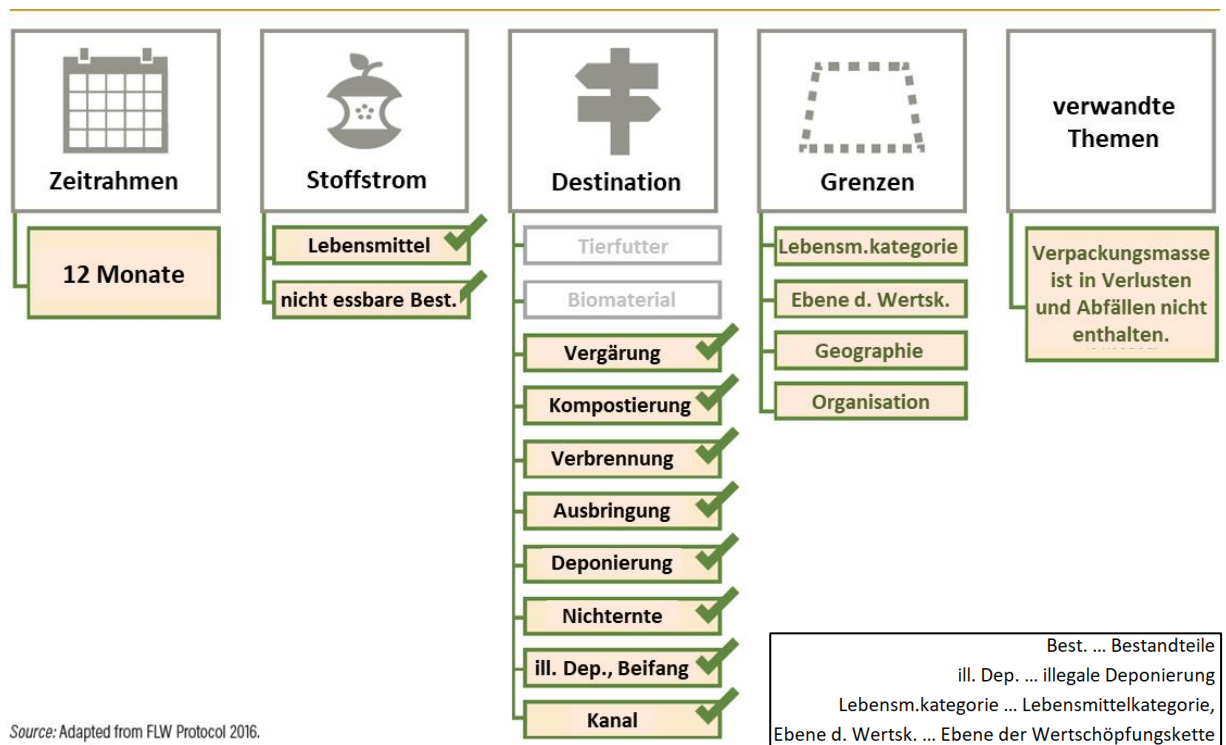 Zeitrahmen
12 Monate
Stoffstrom
Lebensmittel
nicht essbare Best.
Destination
Tierfutter
Biomaterial
Vergärung
Kompostierung
Verbrennung
Ausbringung
Deponierung
Nichternte
ill. Dep., Beifang
Kanal
Grenzen
Lebensm.kategorie
Ebene d. Wertsk.
Geographie
Organisation
verwandte
Themen
Verpackungsmasse
ist in Verlusten
und Abfällen nicht
enthalten.
Best. ... Bestandteile
ill. Dep. ... illegale Deponierung
Lebensm.kategorie ... Lebensmittelkategorie,
Ebene d. Wertsk. ... Ebene der Wertschöpfungskette
Source: Adapted from FLW Protocol 2016.